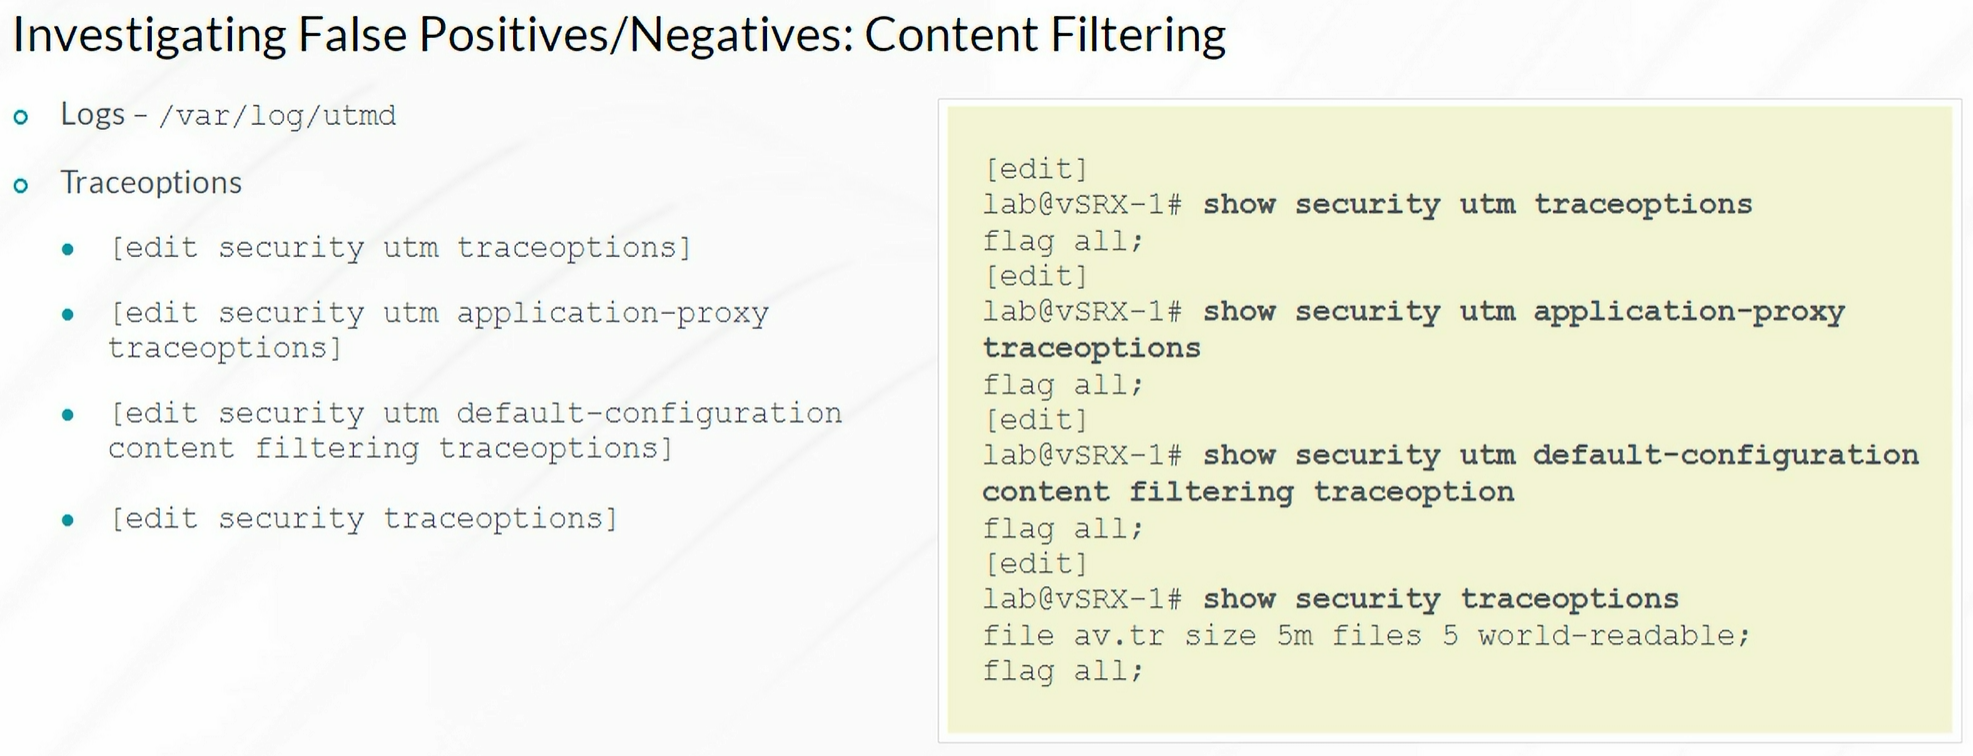 Investigating False Positives/Negatives: Content Filtering
Logs – /var/log/utmd
Traceoptions
[edit security utm traceoptions]
[edit security utm application-proxy
traceoptions]
[edit security utm default-configuration
content filtering traceoptions]
[edit security traceoptions]
[edit]
lab@vSRX-1# show security utm traceoptions
flag all;
[edit]
lab@vSRX-1# show security utm application-proxy
traceoptions
flag all;
[edit]
lab@vSRX-1# show security utm default-configuration
content filtering traceoption
flag all;
[edit]
lab@vSRX-1# show security traceoptions
file av.tr size 5m files 5 world-readable;
flag all;